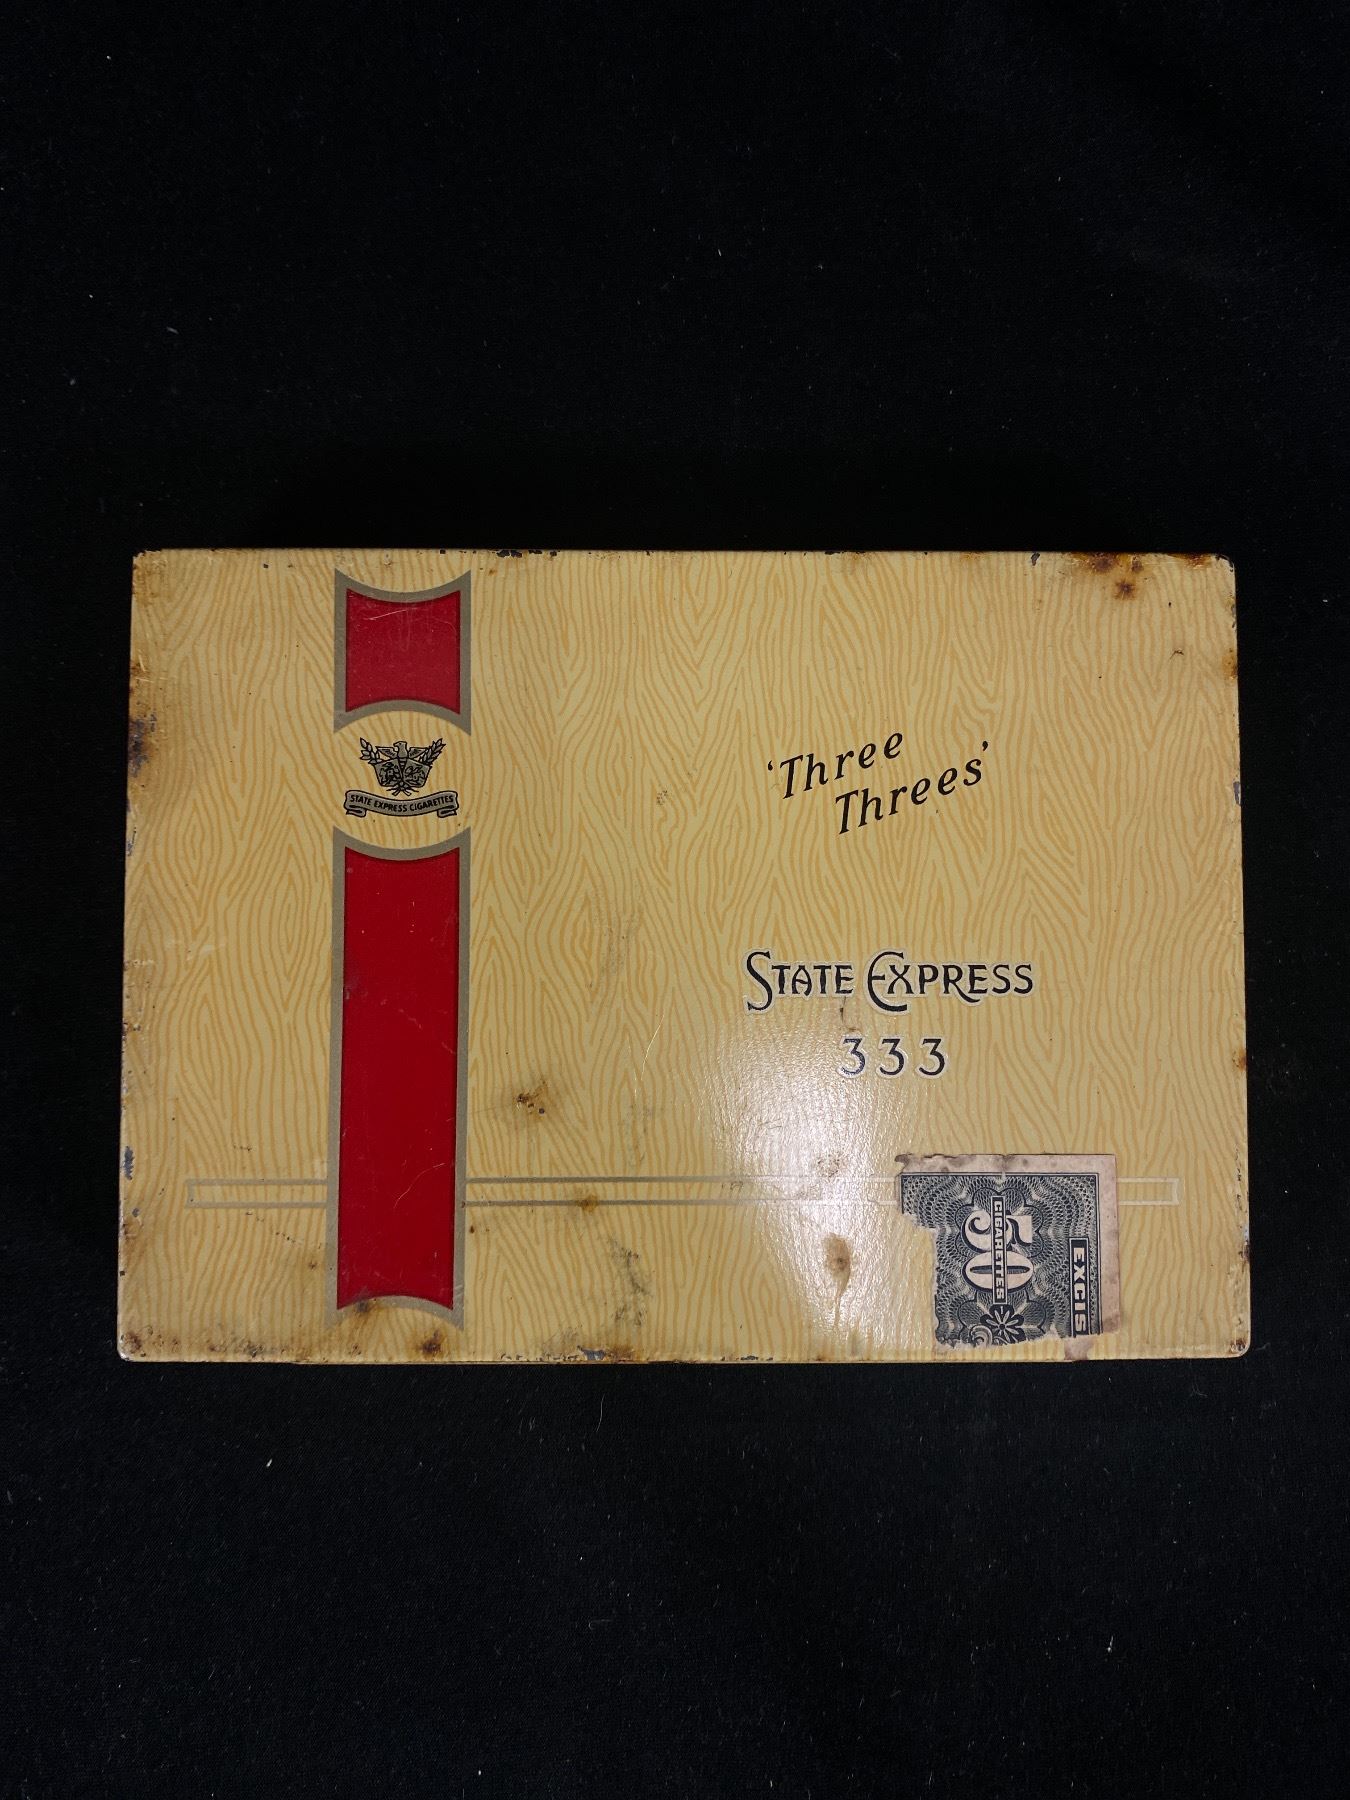 STATE EXPRESS CIGARETTES
'Three
Threes'
STATE EXPRESS
333
50
CIGARETTES
EXCIS